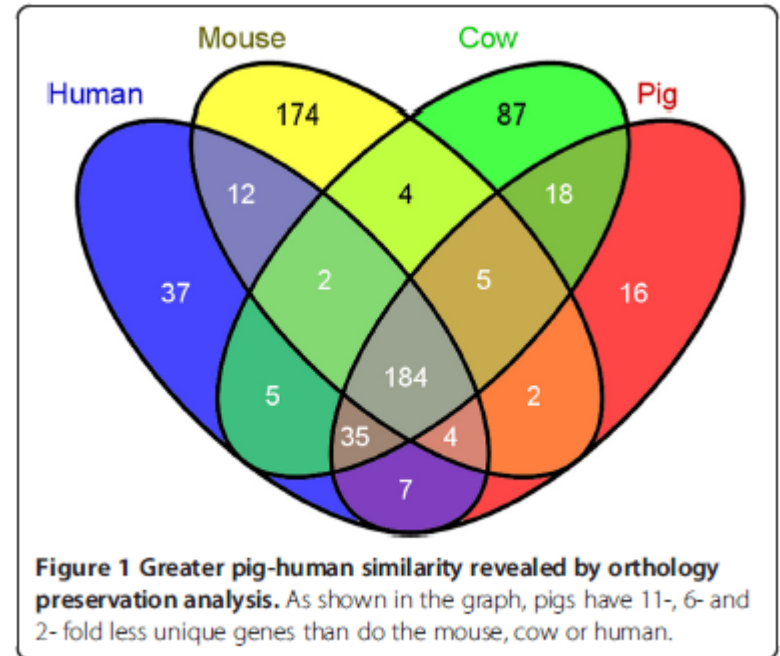 Mouse Cow
Human Pig
174 87
12 4 18
37 2 5 16
184
5 2
35 4
7
Figure 1 Greater pig-human similarity revealed by orthology
preservation analysis. As shown in the graph, pigs have 11-, 6- and
2- fold less unique genes than do the mouse, cow or human.